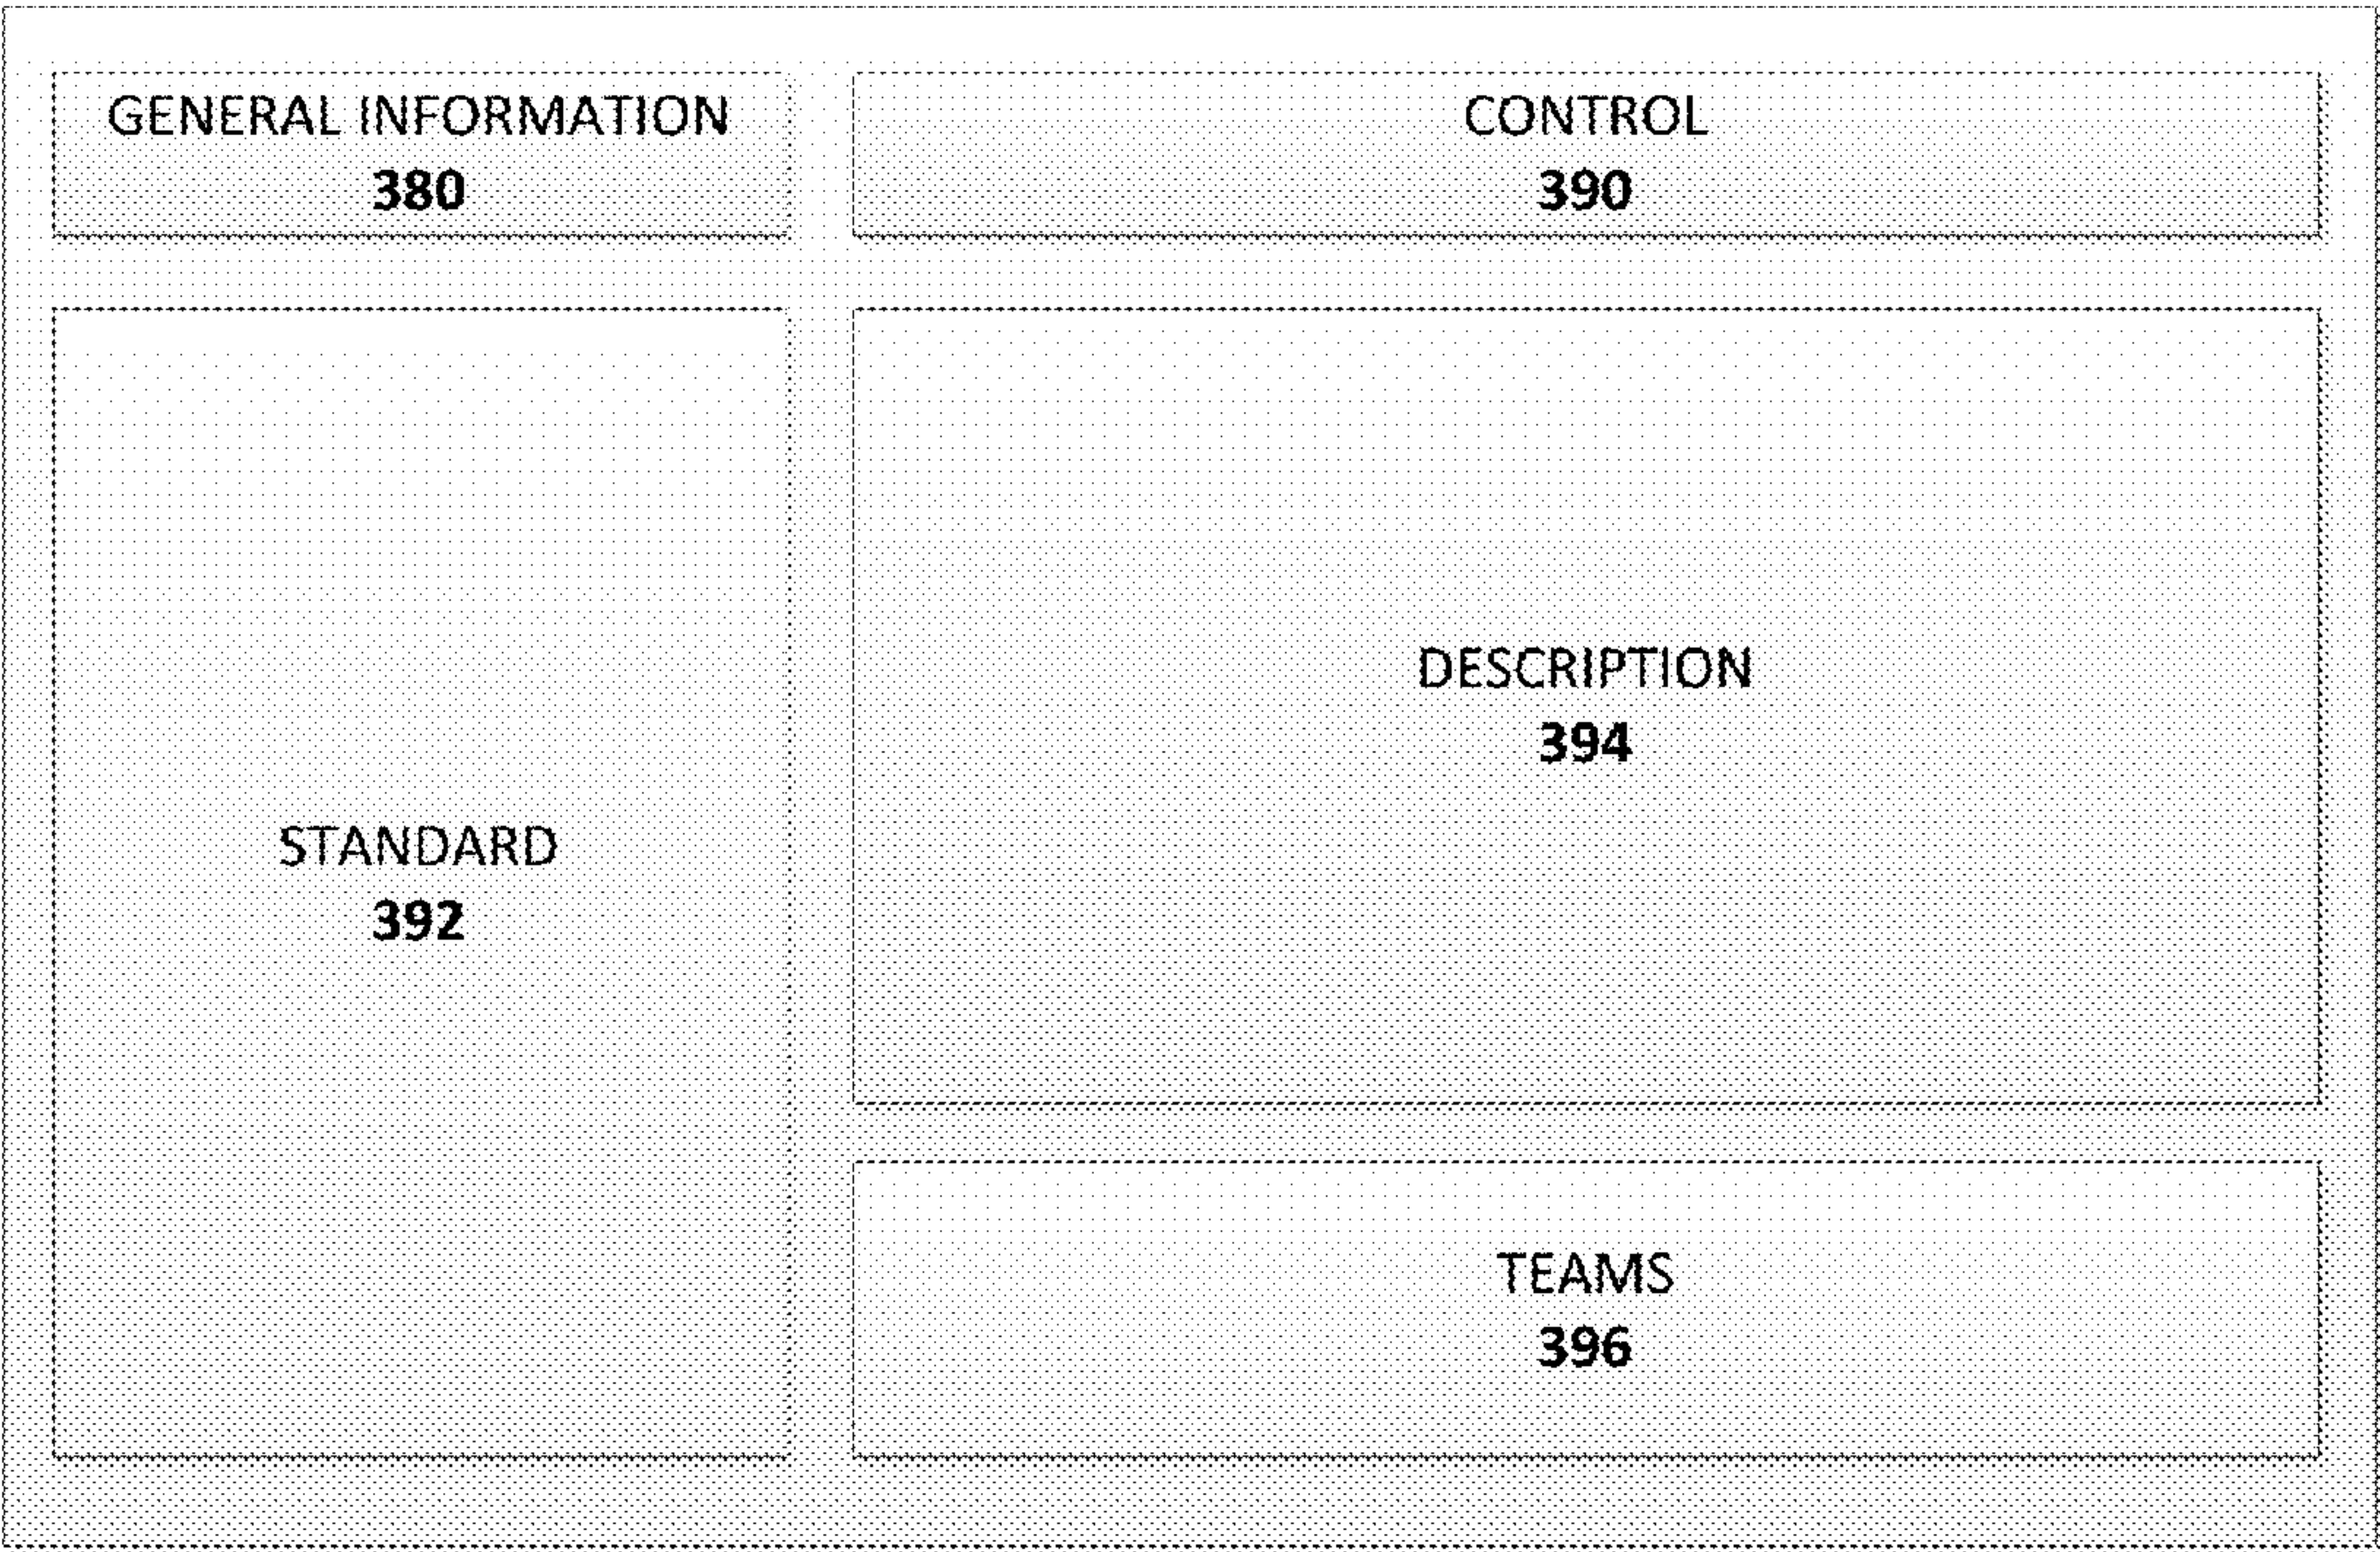 GENERAL INFORMATION
380
CONTROL
390
STANDARD
392
DESCRIPTION
394
TEAMS
396